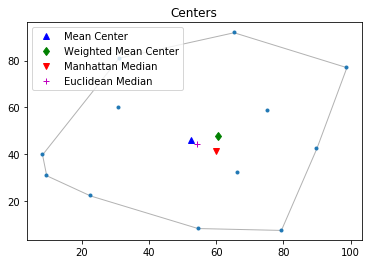 Centers
Mean Center
Weighted Mean Center
Manhattan Median
Euclidean Median
80
60
40
20
20 40 60 80 100